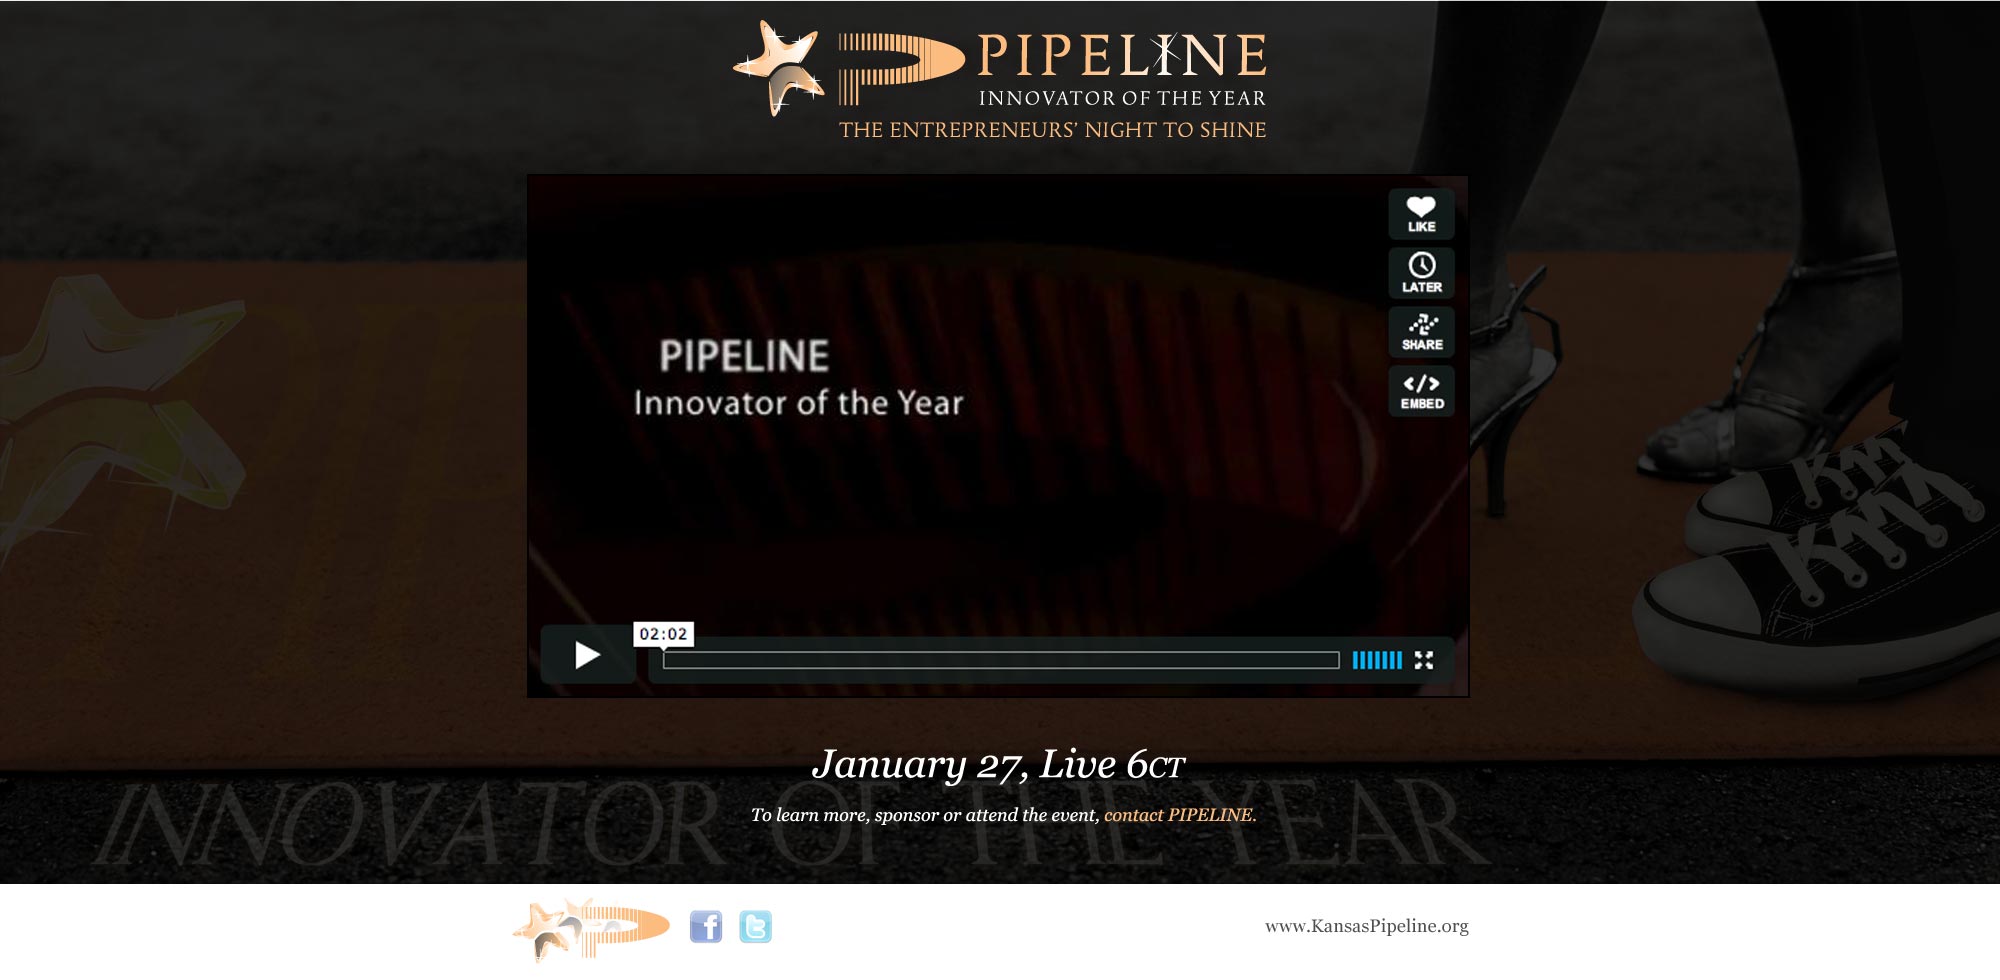 PIPELINE
INNOVATOR OF THE YEAR
THE ENTREPRENEURS’ NIGHT TO SHINE
LIKE
LATER
SHARE
EMBED
PIPELINE
Innovator of the Year
02:02
January 27, Live 6CT
To learn more, sponsor or attend the event, contact PIPELINE.
INNOVATOR OF THE YEAR
www.KansasPipeline.org